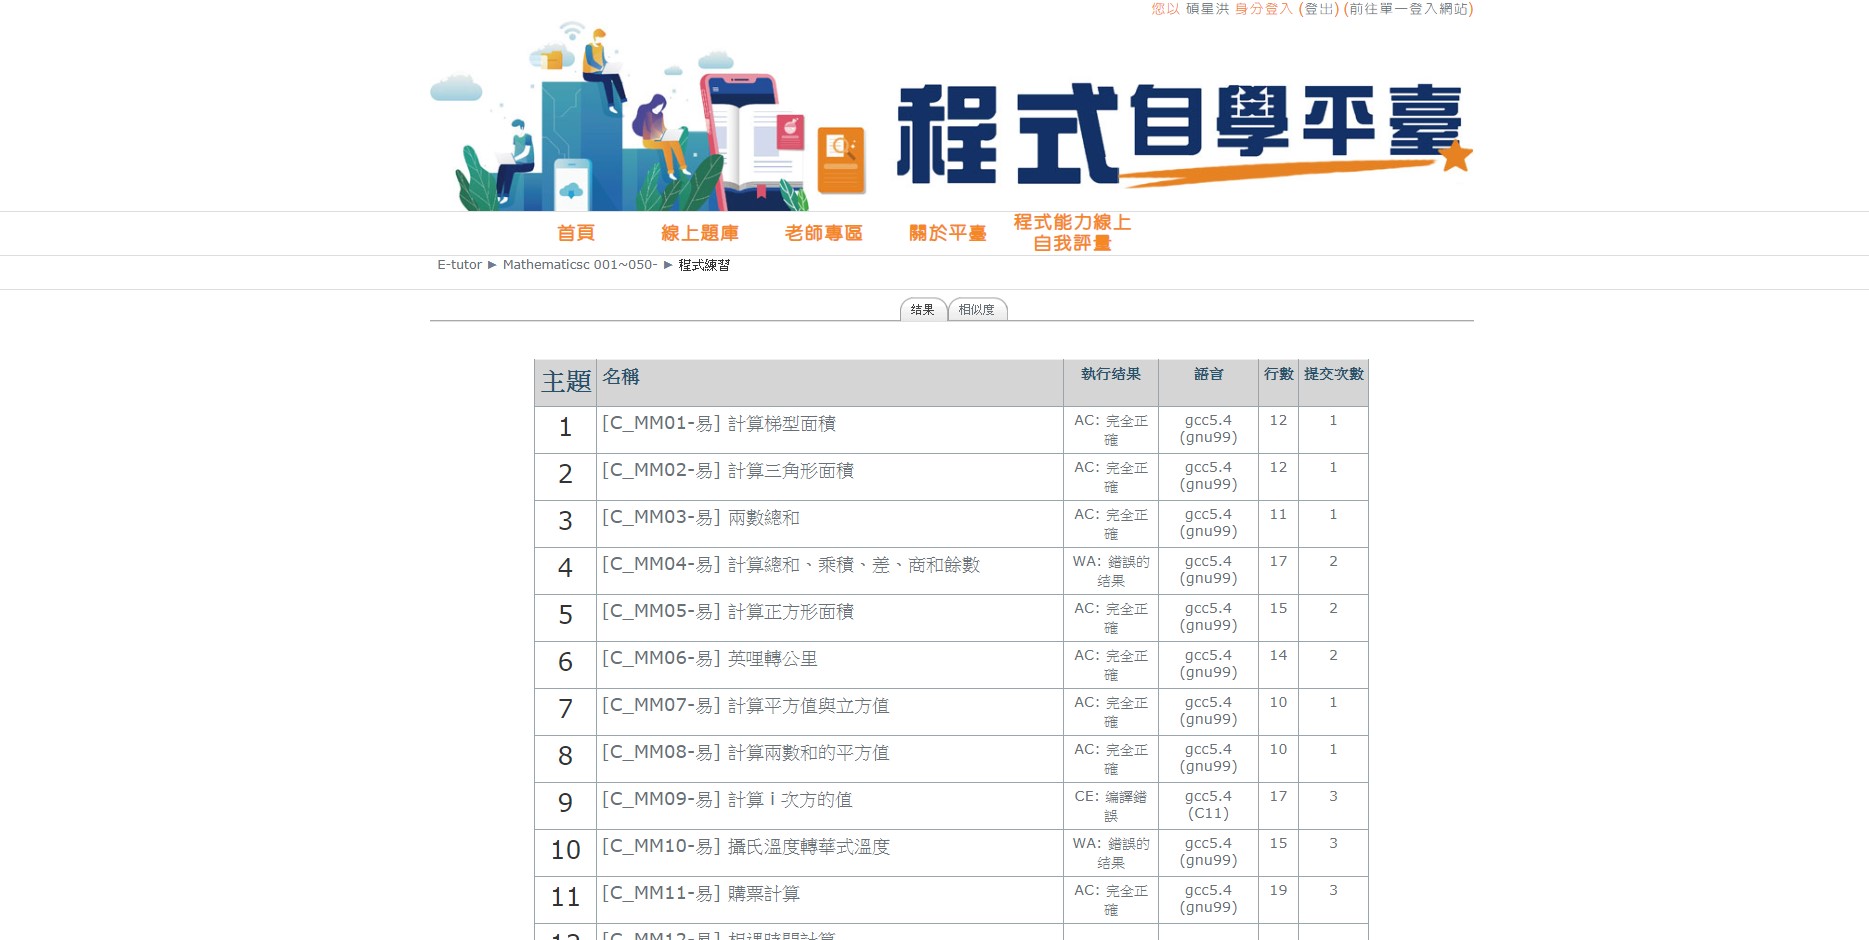 您以 碩星洪 身分登入 (登出) (前往單一登入網站)
程式自學平臺
首頁 線上題庫 老師專區 關於平臺 程式能力線上
自我評量
E-tutor ► Mathematicsc 001~050- ► 程式練習
结果 相似度
主題 名稱 執行结果 語言 行數 提交次數
1 [C_MM01-易] 計算梯型面積 AC: 完全正 gcc5.4 12 1
確 (gnu99)
2 [C_MM02-易] 計算三角形面積 AC: 完全正 gcc5.4 12 1
確 (gnu99)
3 [C_MM03-易] 兩數總和 AC: 完全正 gcc5.4 11 1
確 (gnu99)
4 [C_MM04-易] 計算總和、乘積、差、商和餘數 WA: 錯誤的 gcc5.4 17 2
结果 (gnu99)
5 [C_MM05-易] 計算正方形面積 AC: 完全正 gcc5.4 15 2
確 (gnu99)
6 [C_MM06-易] 英哩轉公里 AC: 完全正 gcc5.4 14 2
確 (gnu99)
7 [C_MM07-易] 計算平方值與立方值 AC: 完全正 gcc5.4 10 1
確 (gnu99)
8 [C_MM08-易] 計算兩數和的平方值 AC: 完全正 gcc5.4 10 1
確 (gnu99)
9 [C_MM09-易] 計算 i 次方的值 CE: 编譯錯 gcc5.4 17 3
誤 (C11)
10 [C_MM10-易] 攝氏溫度轉華式溫度 WA: 錯誤的 gcc5.4 15 3
结果 (gnu99)
11 [C_MM11-易] 購票計算 AC: 完全正 gcc5.4 19 3
確 (gnu99)
12 [C_MM12-易] 相遇時間計算